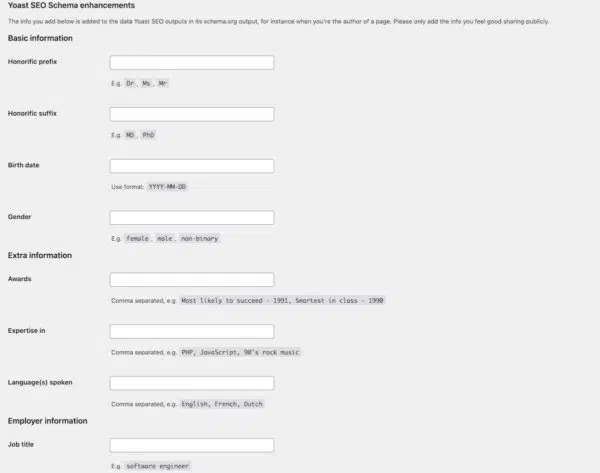 Yoast SEO Schema enhancements
The info you add below is added to the data Yoast SEO outputs in its schema.org output, for instance when you're the author of a page. Please only add the info you feel good sharing publicly.
Basic information
Honorific prefix
E.g. Dr, Ms, Mr
Honorific suffix
E.g. MD, PhD
Birth date
Use format: YYYY-MM-DD
Gender
E.g. female, male, non-binary
Extra information
Awards
Comma separated, e.g. Most likely to succeed - 1991, Smartest in class - 1990
Expertise in
Comma separated, e.g. PHP, JavaScript, 90's rock music
Language(s) spoken
Comma separated, e.g. English, French, Dutch
Employer information
Job title
E.g. software engineer